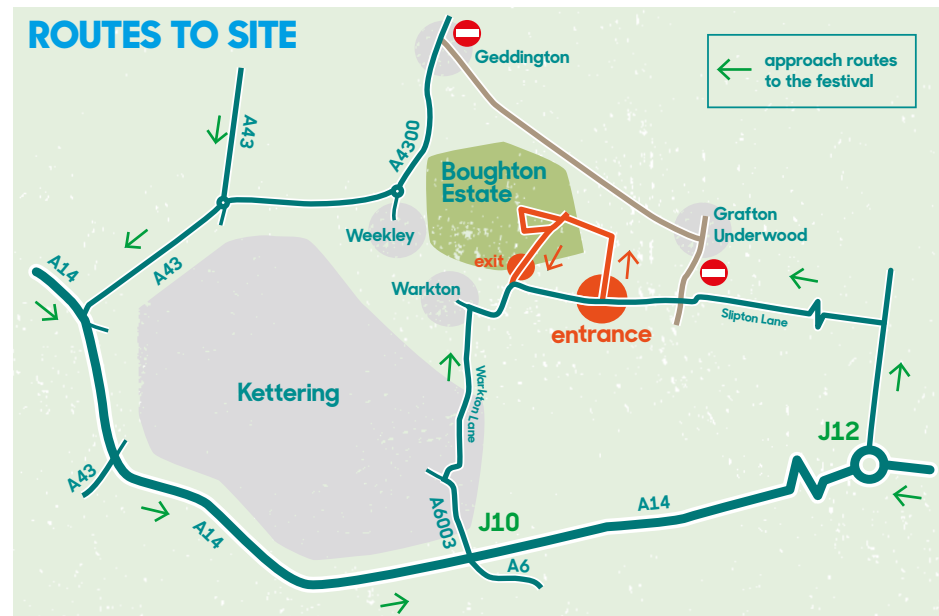 ROUTES TO SITE
Geddington
approach routes
to the festival
A43
A4300
Boughton
Estate
Grafton
Underwood
Weekley
A14
A43
exit
Warkton
entrance
Slipton Lane
Kettering
Warkton Lane
J12
A43
A14
A6003
J10
A14
A6